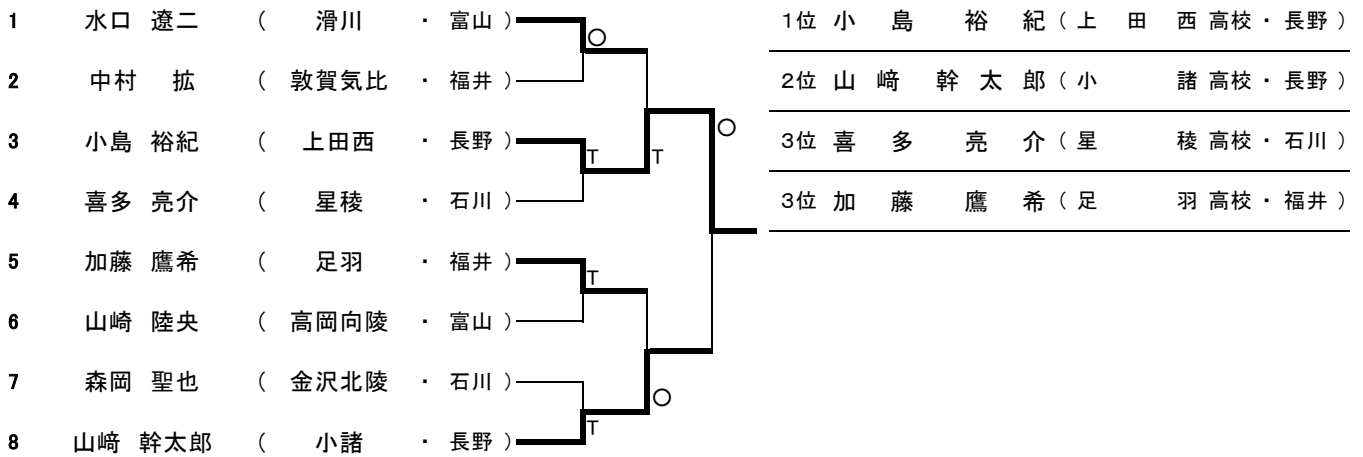 1 水口 遼二 ( 滑川 ・ 富山 )
○
2 中村 拡 ( 敦賀気比 ・ 福井 )
3 小島 裕紀 ( 上田西 ・ 長野 )
○
T T
4 喜多 亮介 ( 星稜 ・ 石川 )
5 加藤 鷹希 ( 足羽 ・ 福井 )
T
6 山崎 陸央 ( 高岡向陵 ・ 富山 )
7 森岡 聖也 ( 金沢北陵 ・ 石川 )
○
8 山﨑 幹太郎 ( 小諸 ・ 長野 )
T
1位 小島裕紀 ( 上田西高校 ・ 長野 )
2位 山﨑幹太郎 ( 小諸高校 ・ 長野 )
3位 喜多亮介 ( 星稜高校 ・ 石川 )
3位 加藤鷹希 ( 足羽高校 ・ 福井 )